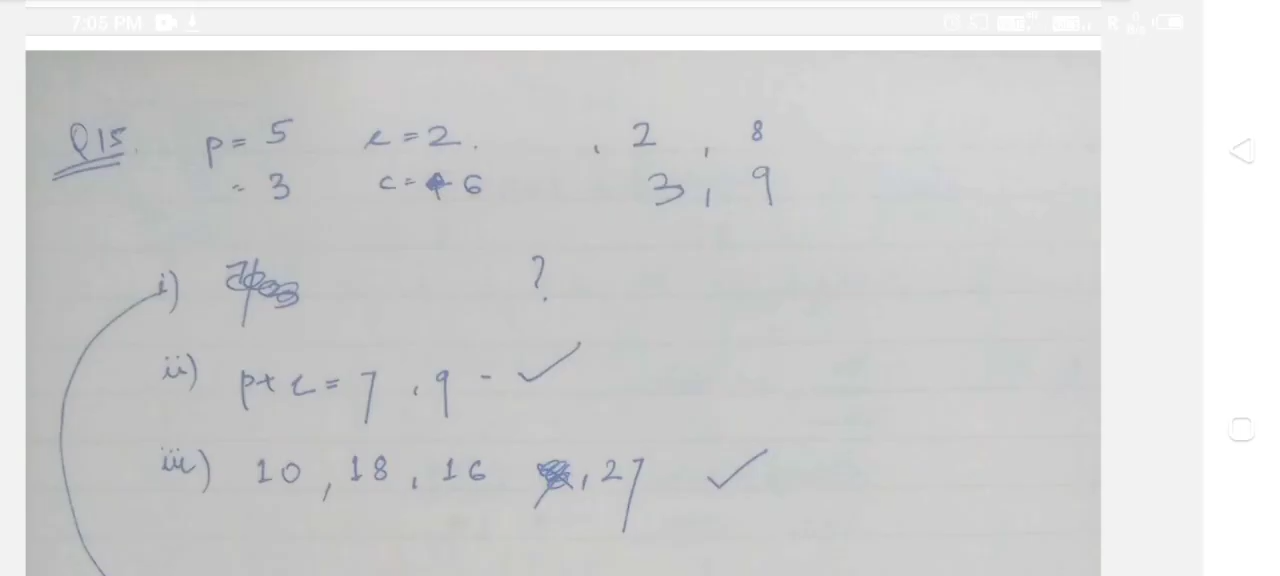 7:05 PM
Q15. p = 5 c = 2. , 2 , 8
= 3 c = 6 3, 9
i) ?
ii) p + c = 7 , 9 - ✓
iii) 10 , 18 , 16 , 27 ✓